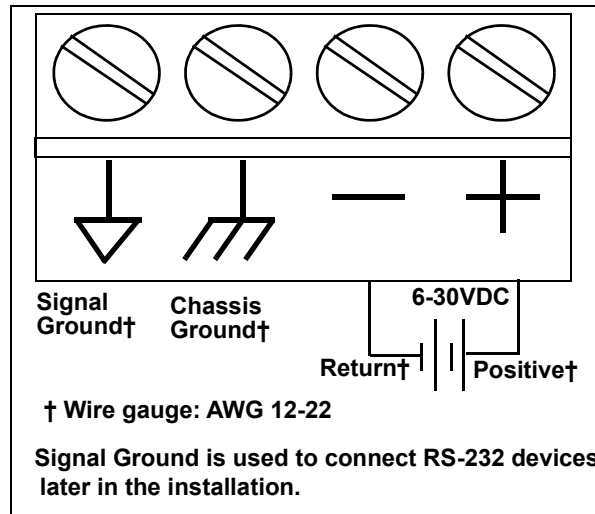 Signal
Ground†
Chassis
Ground†
6-30VDC
Return†
Positive†
† Wire gauge: AWG 12-22
Signal Ground is used to connect RS-232 devices
later in the installation.